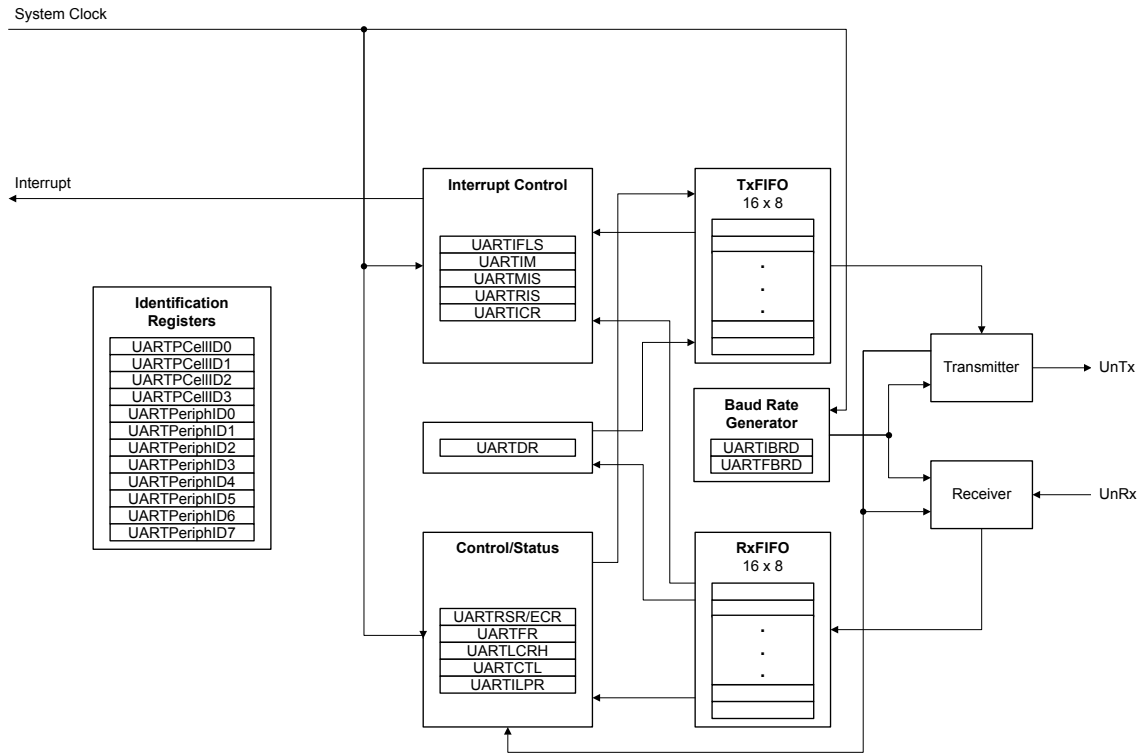 System Clock
Interrupt
Interrupt Control
UARTIFLS
UARTIM
UARTMIS
UARTRIS
UARTICR
TxFIFO
16 x 8
.
.
.
Identification
Registers
UARTPCellID0
UARTPCellID1
UARTPCellID2
UARTPCellID3
UARTPeriphID0
UARTPeriphID1
UARTPeriphID2
UARTPeriphID3
UARTPeriphID4
UARTPeriphID5
UARTPeriphID6
UARTPeriphID7
Transmitter
UnTx
Baud Rate
Generator
UARTIBRD
UARTFBRD
UARTDR
Receiver
UnRx
Control/Status
UARTRSR/ECR
UARTFR
UARTLCRH
UARTCTL
UARTILPR
RxFIFO
16 x 8
.
.
.